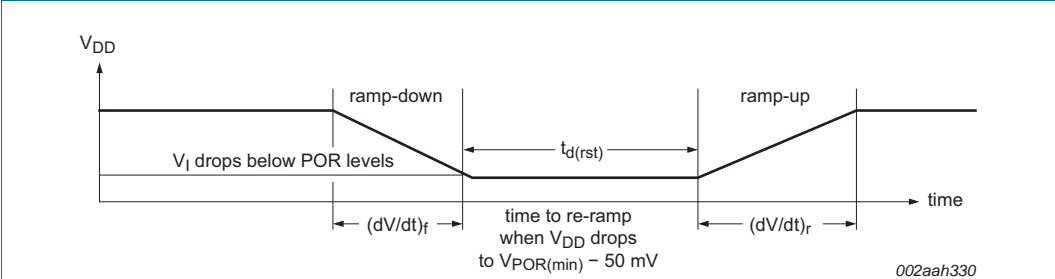 VDD
ramp-down
ramp-up
td(rst)
VI drops below POR levels
time
(dV/dt)f
time to re-ramp
when VDD drops
to VPOR(min) − 50 mV
(dV/dt)r
002aah330